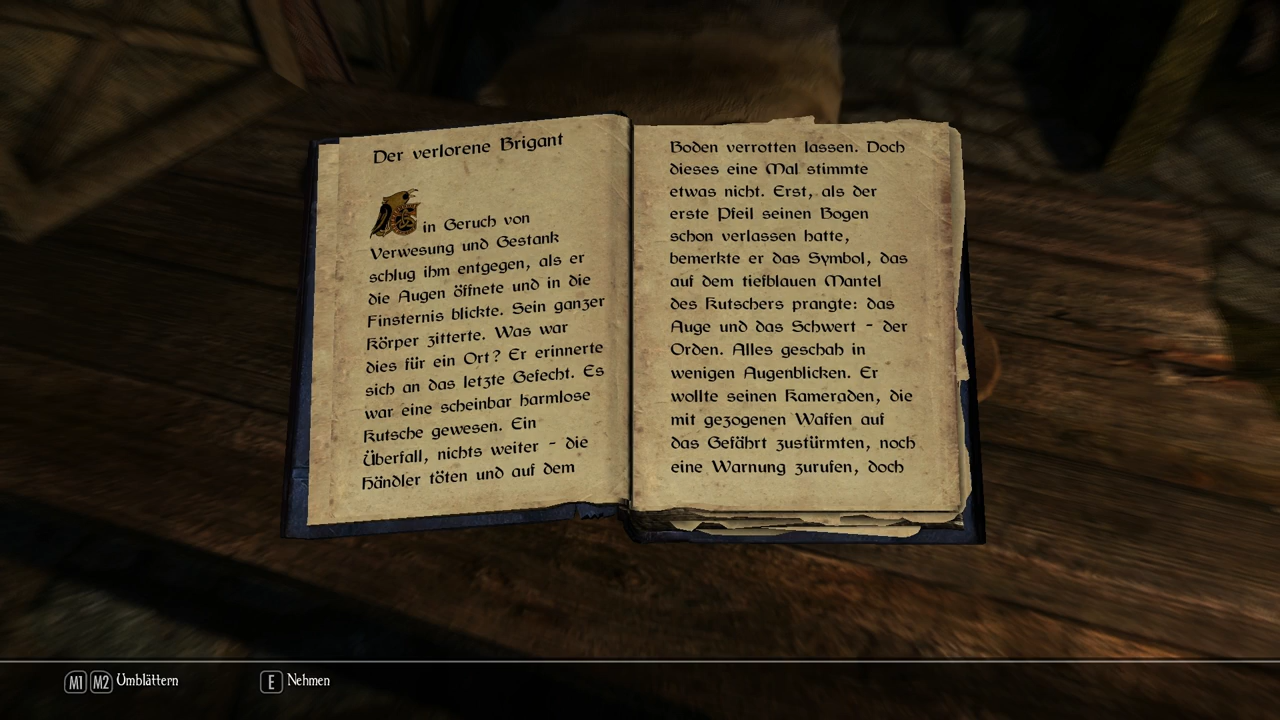 Der verlorene Brigant
Ein Geruch von
Verwesung und Gestank
schlug ihm entgegen, als er
die Augen öffnete und in die
Finsternis blickte. Sein ganzer
Körper zitterte. Was war
dies für ein Ort? Er erinnerte
sich an das letzte Gefecht. Es
war eine scheinbar harmlose
Kutsche gewesen. Ein
Überfall, nichts weiter - die
Händler töten und auf dem
Boden verrotten lassen. Doch
dieses eine Mal stimmte
etwas nicht. Erst, als der
erste Pfeil seinen Bogen
schon verlassen hatte,
bemerkte er das Symbol, das
auf dem tiefblauen Mantel
des Kutschers prangte: das
Auge und das Schwert - der
Orden. Alles geschah in
wenigen Augenblicken. Er
wollte seinen Kameraden, die
mit gezogenen Waffen auf
das Gefährt zustürmten, noch
eine Warnung zurufen, doch
M1 M2 Umblättern
E Nehmen